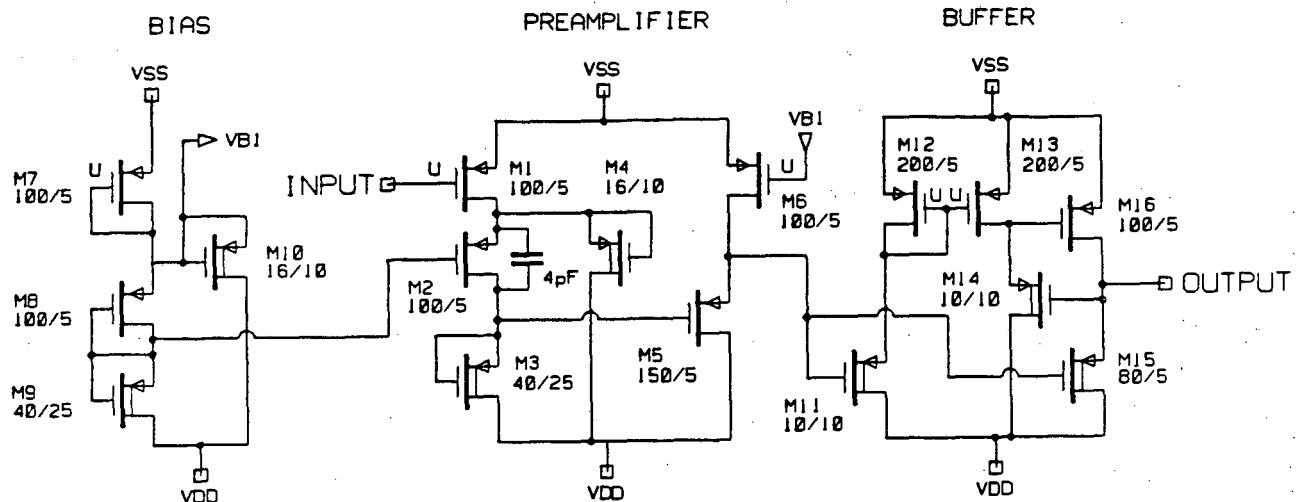 BIAS
VSS
VBI
U
M7
100/5
M10
16/10
M8
100/5
M9
40/25
VDD
PREAMPLIFIER
VSS
VBI
INPUT
U
M1
100/5
M4
16/10
U
M6
100/5
M2
100/5
4pF
M3
40/25
M5
150/5
VDD
BUFFER
VSS
M12
200/5
M13
200/5
U U
M16
100/5
M14
10/10
OUTPUT
M11
10/10
M15
80/5
VDD